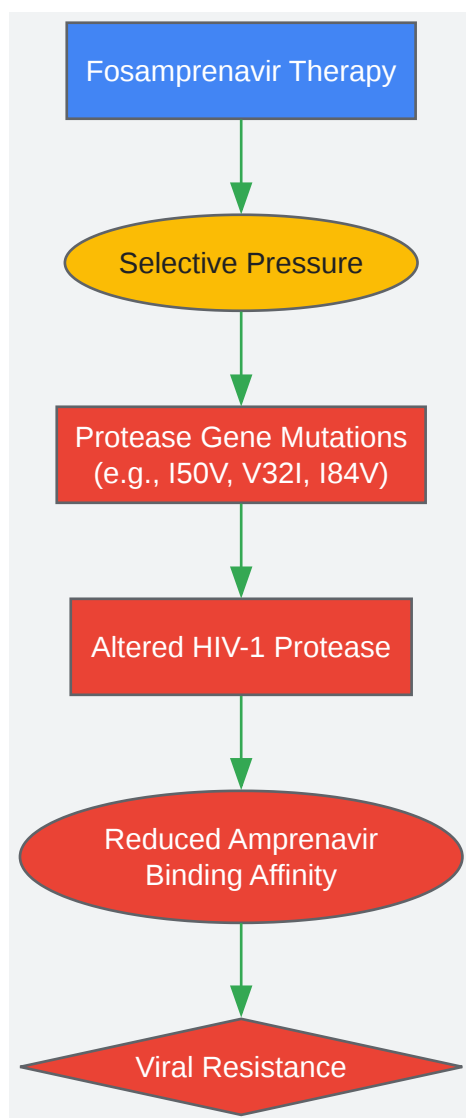 Fosamprenavir Therapy
Selective Pressure
Protease Gene Mutations
(e.g., I50V, V32I, I84V)
Altered HIV-1 Protease
Reduced Amprenavir
Binding Affinity
Viral Resistance